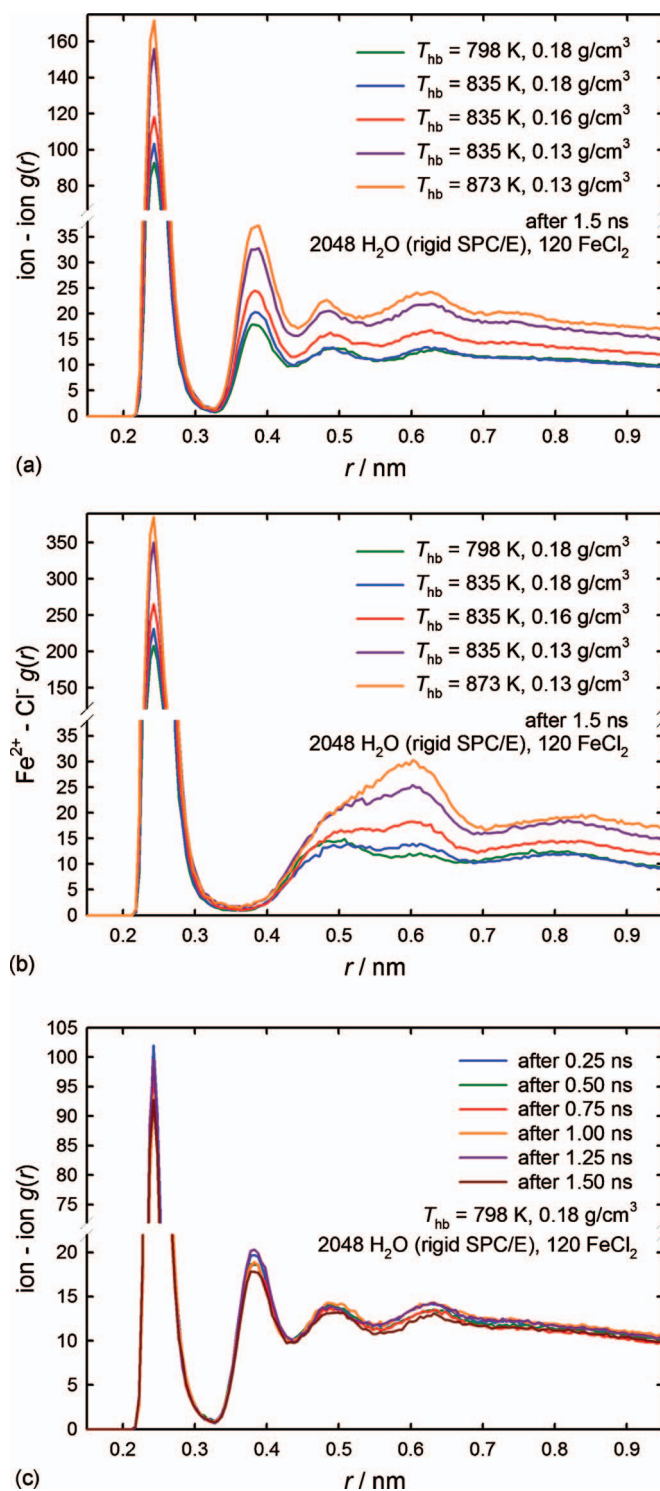 160
140
120
100
80
35
30
25
20
15
10
5
0
ion - ion g(r)
T_hb = 798 K, 0.18 g/cm³
T_hb = 835 K, 0.18 g/cm³
T_hb = 835 K, 0.16 g/cm³
T_hb = 835 K, 0.13 g/cm³
T_hb = 873 K, 0.13 g/cm³
after 1.5 ns
2048 H₂O (rigid SPC/E), 120 FeCl₂
0.2 0.3 0.4 0.5 0.6 0.7 0.8 0.9
(a)
r / nm
350
300
250
200
150
30
25
20
15
10
5
0
Fe²⁺ - Cl⁻ g(r)
T_hb = 798 K, 0.18 g/cm³
T_hb = 835 K, 0.18 g/cm³
T_hb = 835 K, 0.16 g/cm³
T_hb = 835 K, 0.13 g/cm³
T_hb = 873 K, 0.13 g/cm³
after 1.5 ns
2048 H₂O (rigid SPC/E), 120 FeCl₂
0.2 0.3 0.4 0.5 0.6 0.7 0.8 0.9
(b)
r / nm
105
100
95
90
85
80
75
20
15
10
5
0
ion - ion g(r)
after 0.25 ns
after 0.50 ns
after 0.75 ns
after 1.00 ns
after 1.25 ns
after 1.50 ns
T_hb = 798 K, 0.18 g/cm³
2048 H₂O (rigid SPC/E), 120 FeCl₂
0.2 0.3 0.4 0.5 0.6 0.7 0.8 0.9
(c)
r / nm